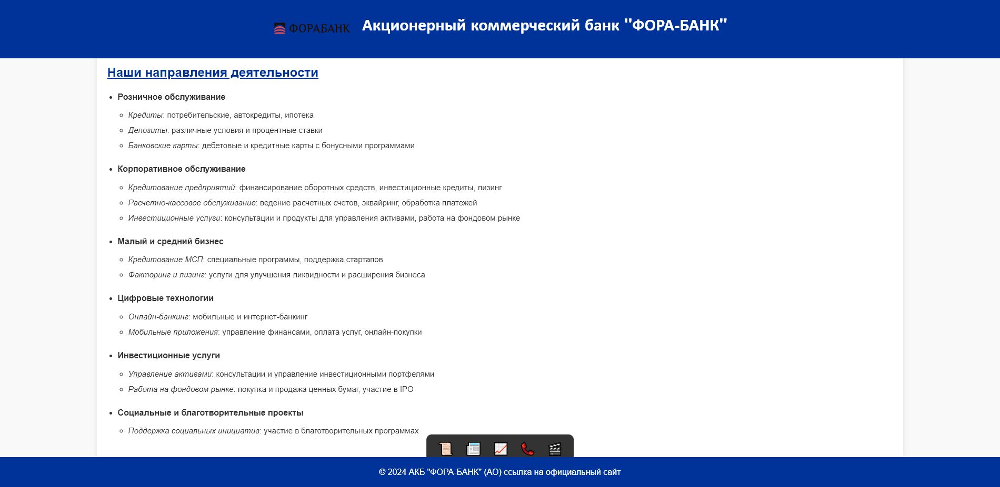 ФОРАБАНК
Акционерный коммерческий банк "ФОРА-БАНК"
Наши направления деятельности
Розничное обслуживание
Кредиты: потребительские, автокредиты, ипотека
Депозиты: различные условия и процентные ставки
Банковские карты: дебетовые и кредитные карты с бонусными программами
Корпоративное обслуживание
Кредитование предприятий: финансирование оборотных средств, инвестиционные кредиты, лизинг
Расчетно-кассовое обслуживание: ведение расчетных счетов, эквайринг, обработка платежей
Инвестиционные услуги: консультации и продукты для управления активами, работа на фондовом рынке
Малый и средний бизнес
Кредитование МСП: специальные программы, поддержка стартапов
Факторинг и лизинг: услуги для улучшения ликвидности и расширения бизнеса
Цифровые технологии
Онлайн-банкинг: мобильные и интернет-банкинг
Мобильные приложения: управление финансами, оплата услуг, онлайн-покупки
Инвестиционные услуги
Управление активами: консультации и управление инвестиционными портфелями
Работа на фондовом рынке: покупка и продажа ценных бумаг, участие в IPO
Социальные и благотворительные проекты
Поддержка социальных инициатив: участие в благотворительных программах
© 2024 АКБ "ФОРА-БАНК" (АО) ссылка на официальный сайт